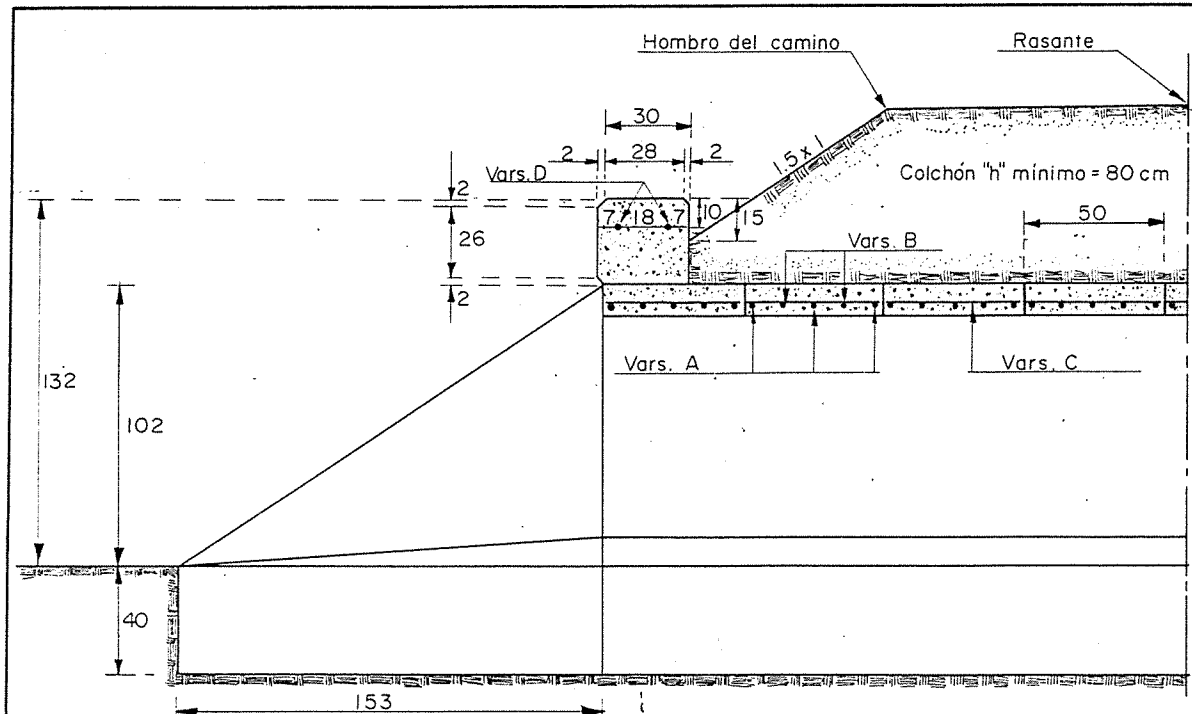 Hombro del camino
Rasante
30
2 28 2
1.5 x 1
Vars. D
Colchón "h" mínimo = 80 cm
2
7 18 7
10
15
50
26
Vars. B
2
132
Vars. A
Vars. C
102
40
153